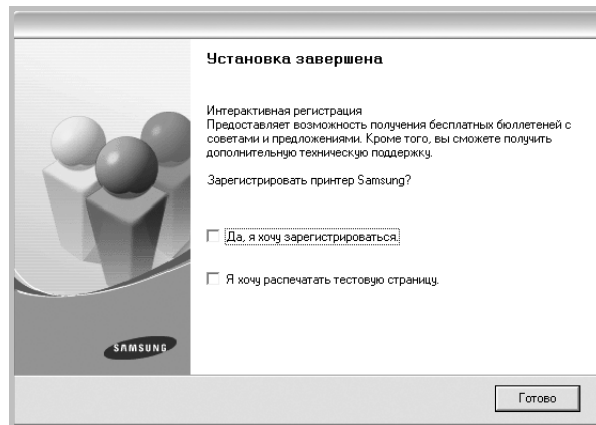 Установка завершена
Интерактивная регистрация
Предоставляет возможность получения бесплатных бюллетеней с
советами и предложениями. Кроме того, вы сможете получить
дополнительную техническую поддержку.
Зарегистрировать принтер Samsung?
Да, я хочу зарегистрироваться.
Я хочу распечатать тестовую страницу.
SAMSUNG
Готово